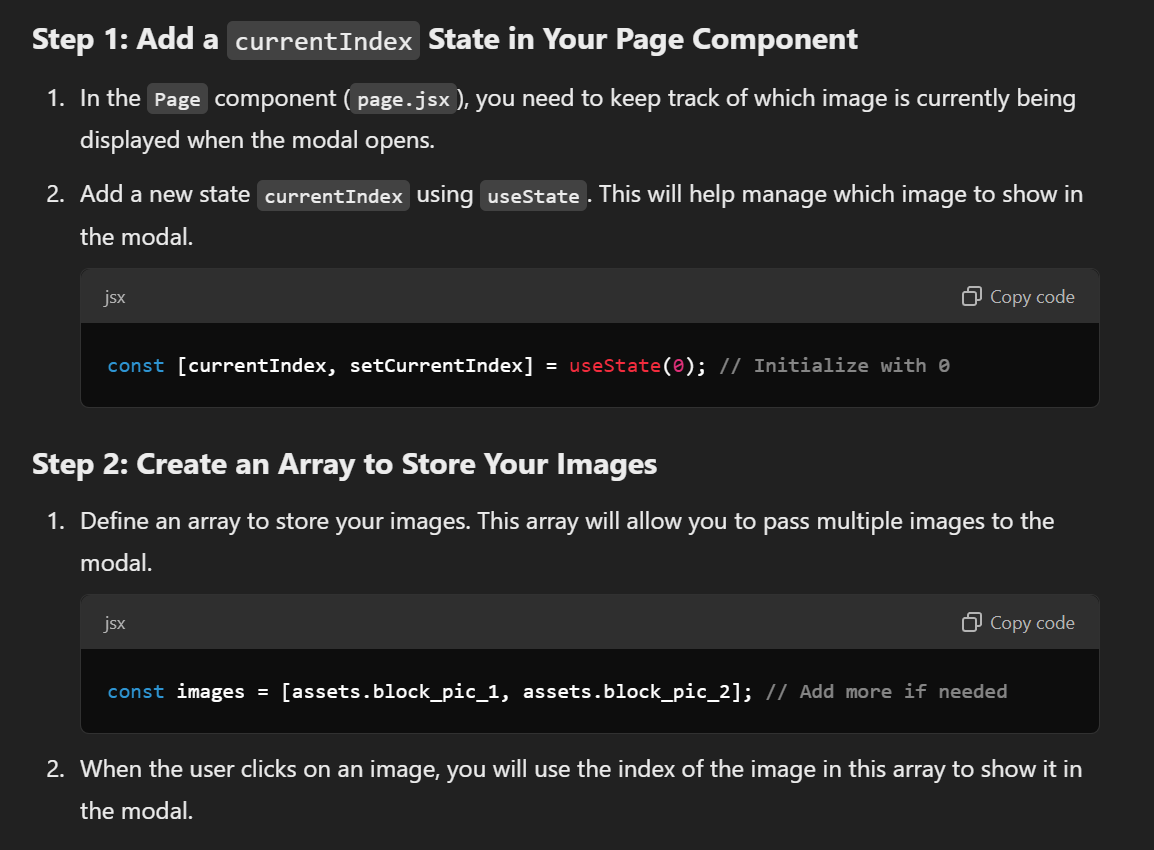 Step 1: Add a currentIndex State in Your Page Component
1. In the Page component (page.jsx), you need to keep track of which image is currently being
displayed when the modal opens.
2. Add a new state currentIndex using useState. This will help manage which image to show in
the modal.
jsx Copy code
const [currentIndex, setCurrentIndex] = useState(0); // Initialize with 0
Step 2: Create an Array to Store Your Images
1. Define an array to store your images. This array will allow you to pass multiple images to the
modal.
jsx Copy code
const images = [assets.block_pic_1, assets.block_pic_2]; // Add more if needed
2. When the user clicks on an image, you will use the index of the image in this array to show it in
the modal.